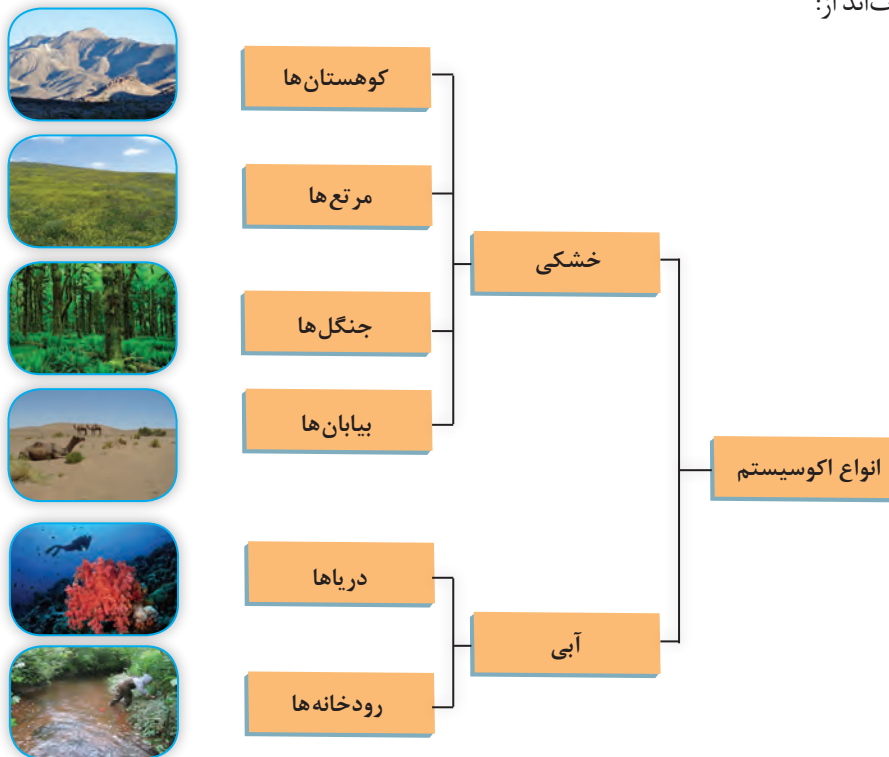 انواع اکوسیستم
خشکی
کوهستان‌ها
مرتع‌ها
جنگل‌ها
بیابان‌ها
آبی
دریاها
رودخانه‌ها